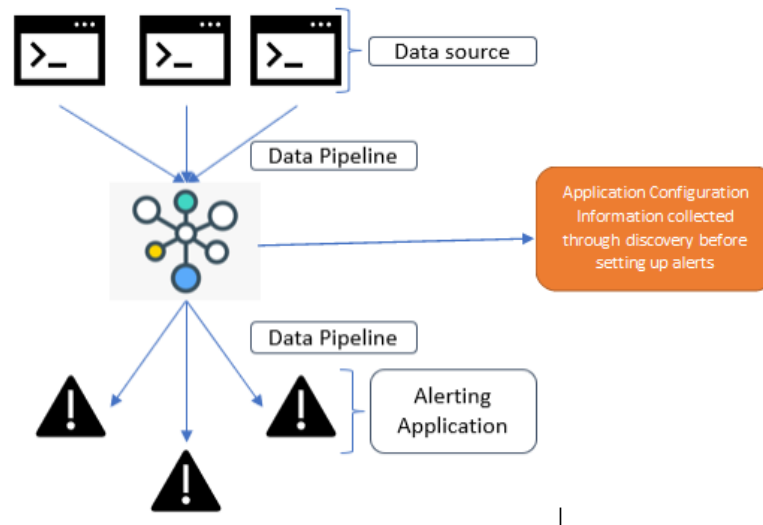 Data source
Data Pipeline
Application Configuration
Information collected
through discovery before
setting up alerts
Data Pipeline
Alerting
Application